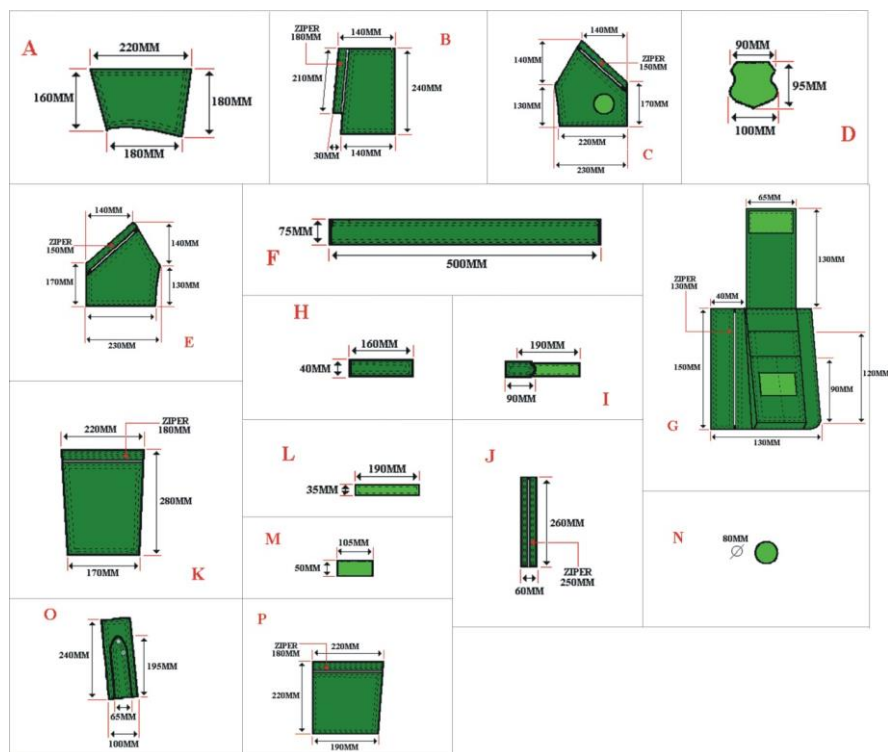 A
220MM
160MM
180MM
180MM
B
140MM
ZIPER
180MM
210MM
240MM
30MM
140MM
C
140MM
ZIPER
150MM
140MM
130MM
170MM
220MM
230MM
D
90MM
95MM
100MM
E
140MM
ZIPER
150MM
140MM
170MM
130MM
230MM
F
75MM
500MM
G
65MM
130MM
ZIPER
130MM
40MM
150MM
120MM
90MM
130MM
H
160MM
40MM
I
190MM
90MM
K
220MM
ZIPER
180MM
280MM
170MM
L
190MM
35MM
J
260MM
ZIPER
250MM
60MM
M
105MM
50MM
N
80MM
O
240MM
195MM
65MM
100MM
P
220MM
ZIPER
180MM
220MM
190MM